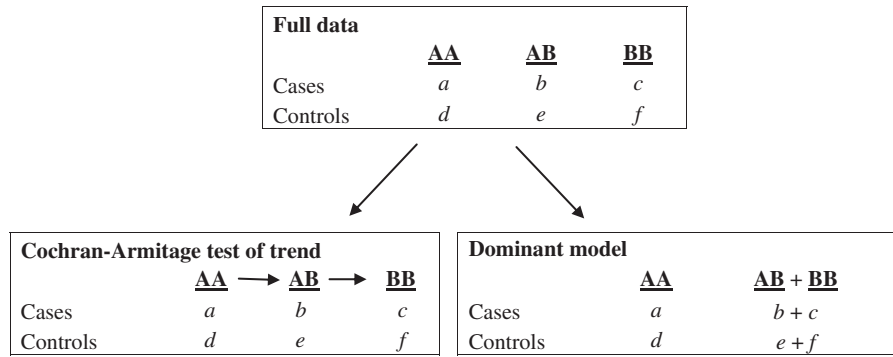 Full data
AA AB BB
Cases a b c
Controls d e f
Cochran-Armitage test of trend
AA AB BB
Cases a b c
Controls d e f
Dominant model
AA AB + BB
Cases a b + c
Controls d e + f